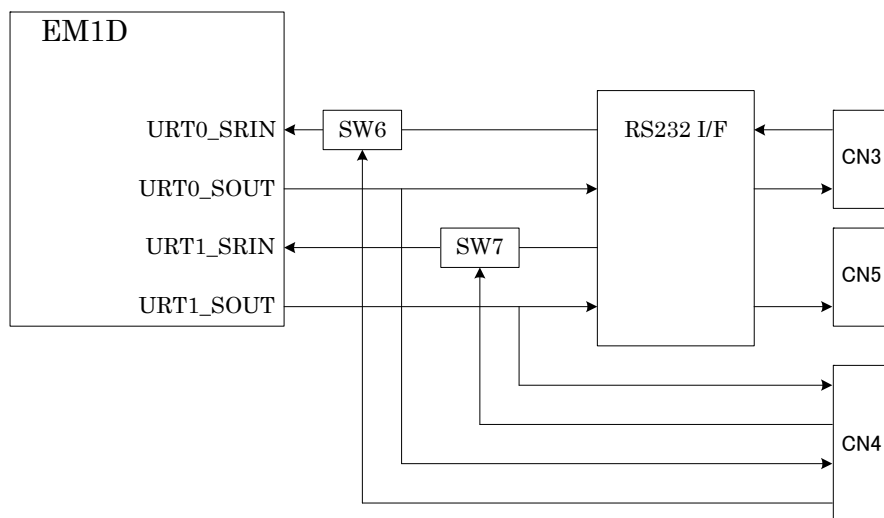 EM1D
URT0_SRIN
SW6
RS232 I/F
CN3
URT0_SOUT
URT1_SRIN
SW7
CN5
URT1_SOUT
CN4